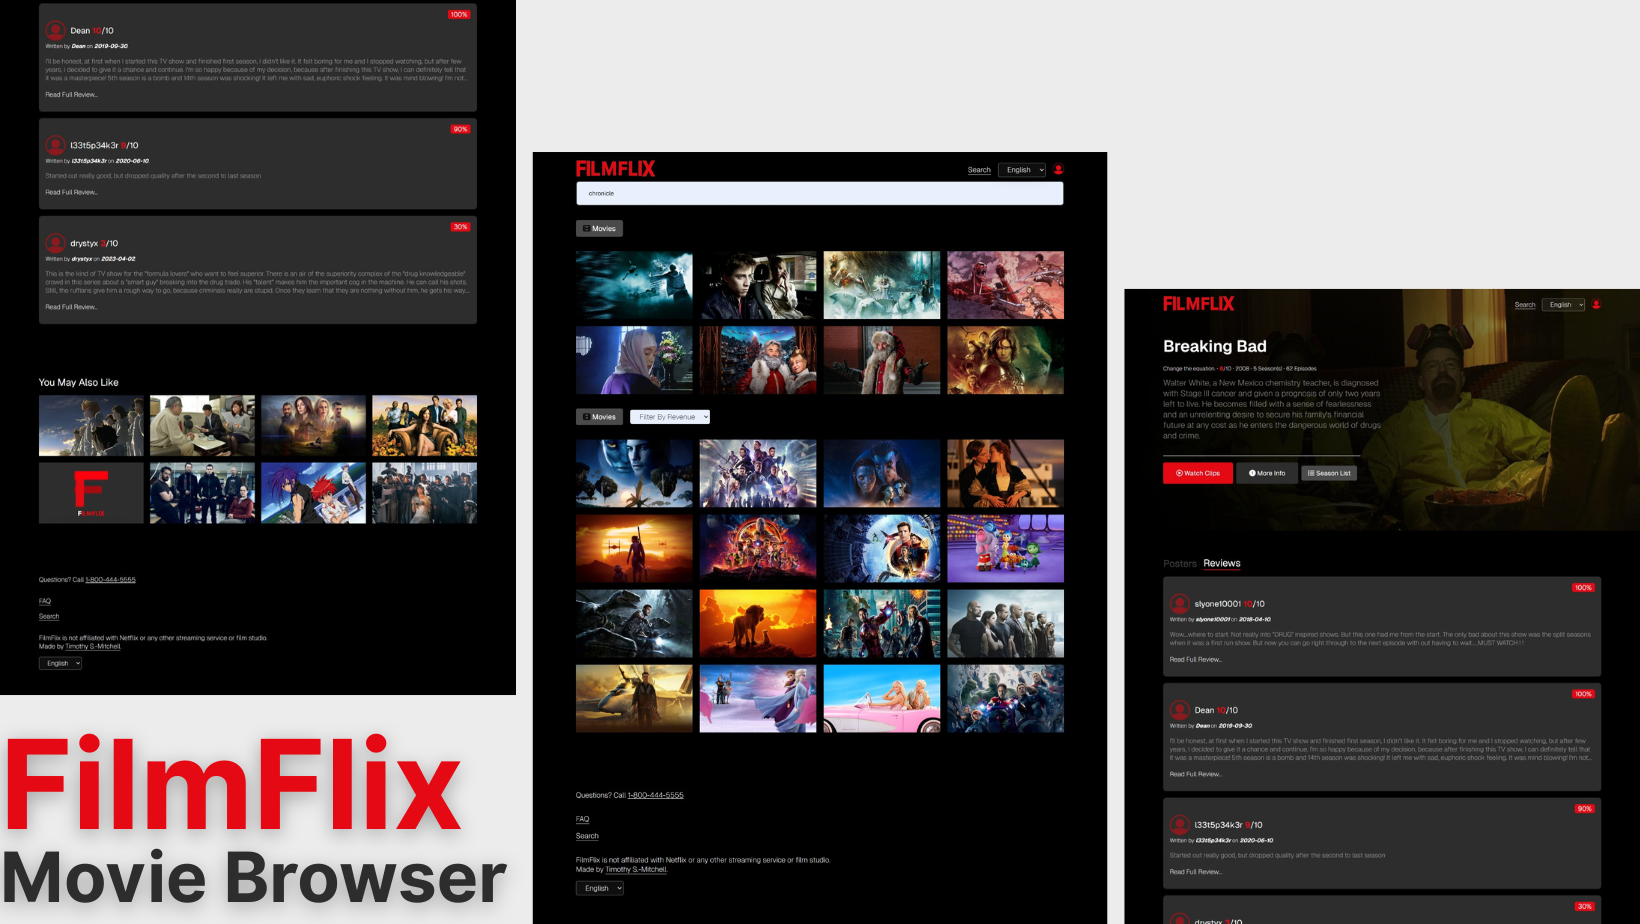 100%
Dean 10/10
Written by Dean on 2019-09-30.
I'll be honest, at first when I started this TV show and finished first season, I didn't like it. It felt boring for me and I stopped watching, but after few
years, I decided to give it a chance and continue. I'm so happy because of my decision, because after finishing this TV show, I can definitely tell that
it was a masterpiece! 5th season is a bomb and 14th season was shocking! It left me with sad, euphoric shock feeling. It was mind blowing! I'm not...
Read Full Review...
90%
l33t5p34k3r 9/10
Written by l33t5p34k3r on 2020-06-10.
Started out really good, but dropped quality after the second to last season
Read Full Review...
30%
drystyx 3/10
Written by drystyx on 2023-04-02.
This is the kind of TV show for the "formula lovers" who want to feel superior. There is an air of the superiority complex of the "drug knowledgeable"
crowd in this series about a "smart guy" breaking into the drug trade. His "talent" makes him the important cog in the machine. He can call his shots.
Still, the ruffians give him a rough way to go, because criminals really are stupid. Once they learn that they are nothing without him, he gets his way...
Read Full Review...
You May Also Like
F
FILMFLIX
Questions? Call 1-800-444-5555
FAQ
Search
FilmFlix is not affiliated with Netflix or any other streaming service or film studio.
Made by Timothy S.-Mitchell.
English
FilmFlix
Movie Browser
FILMFLIX
Search
English
chronicle
Movies
Movies
Filter By Revenue
Questions? Call 1-800-444-5555
FAQ
Search
FilmFlix is not affiliated with Netflix or any other streaming service or film studio.
Made by Timothy S.-Mitchell.
English
FILMFLIX
Search
English
Breaking Bad
Change the equation. • 9/10 • 2008 • 5 Season(s) • 62 Episodes
Walter White, a New Mexico chemistry teacher, is diagnosed
with Stage III cancer and given a prognosis of only two years
left to live. He becomes filled with a sense of fearlessness
and an unrelenting desire to secure his family's financial
future at any cost as he enters the dangerous world of drugs
and crime.
Watch Clips
More Info
Season List
Posters
Reviews
100%
slyone10001 10/10
Written by slyone10001 on 2018-04-10.
Wow...where to start. Not really into "DRUG" inspired shows. But this one had me from the start. The only bad about this show was the split seasons
when it was a first run show. But now you can go right through to the next episode with out having to wait....MUST WATCH ! !
Read Full Review...
100%
Dean 10/10
Written by Dean on 2019-09-30.
I'll be honest, at first when I started this TV show and finished first season, I didn't like it. It felt boring for me and I stopped watching, but after few
years, I decided to give it a chance and continue. I'm so happy because of my decision, because after finishing this TV show, I can definitely tell that
it was a masterpiece! 5th season is a bomb and 14th season was shocking! It left me with sad, euphoric shock feeling. It was mind blowing! I'm not...
Read Full Review...
90%
l33t5p34k3r 9/10
Written by l33t5p34k3r on 2020-06-10.
Started out really good, but dropped quality after the second to last season
Read Full Review...
30%
drystyx 3/10